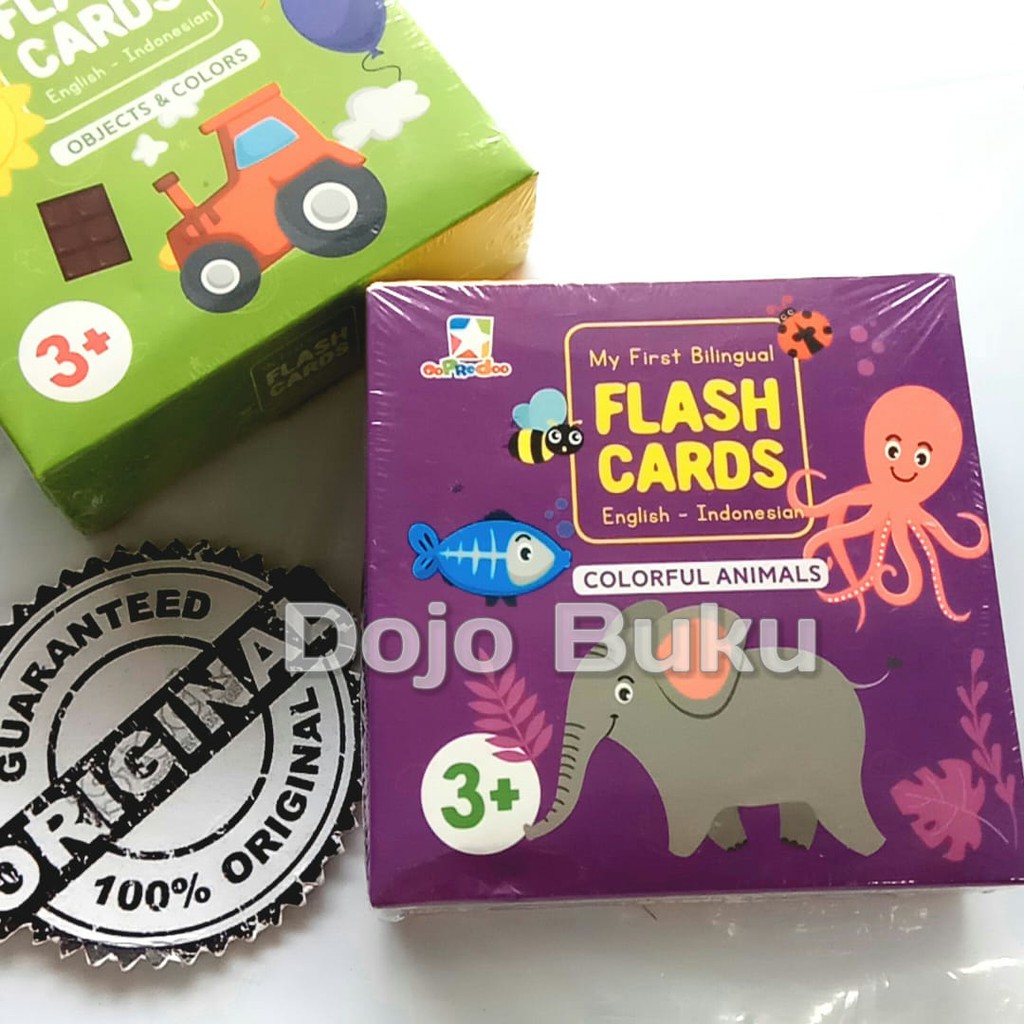 FLASH
CARDS
English - Indonesian
OBJECTS & COLORS
3+
FLASH
CARDS
OoPRedoo
My First Bilingual
FLASH
CARDS
English - Indonesian
COLORFUL ANIMALS
3+
Dojo Buku
GUARANTEED
ORIGINAL
100% ORIGINAL